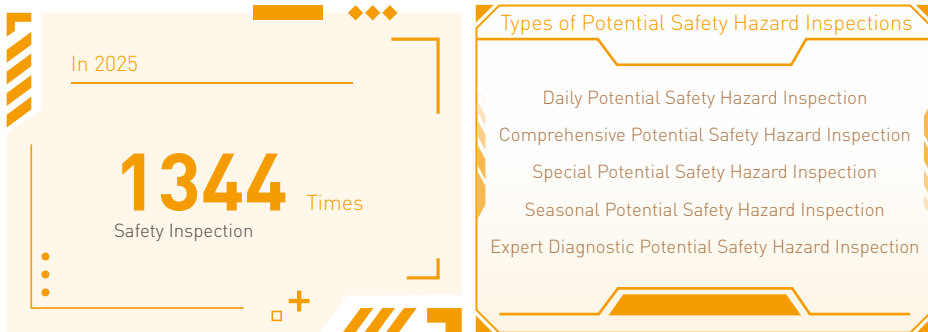 In 2025
1344 Times
Safety Inspection
Types of Potential Safety Hazard Inspections
Daily Potential Safety Hazard Inspection
Comprehensive Potential Safety Hazard Inspection
Special Potential Safety Hazard Inspection
Seasonal Potential Safety Hazard Inspection
Expert Diagnostic Potential Safety Hazard Inspection